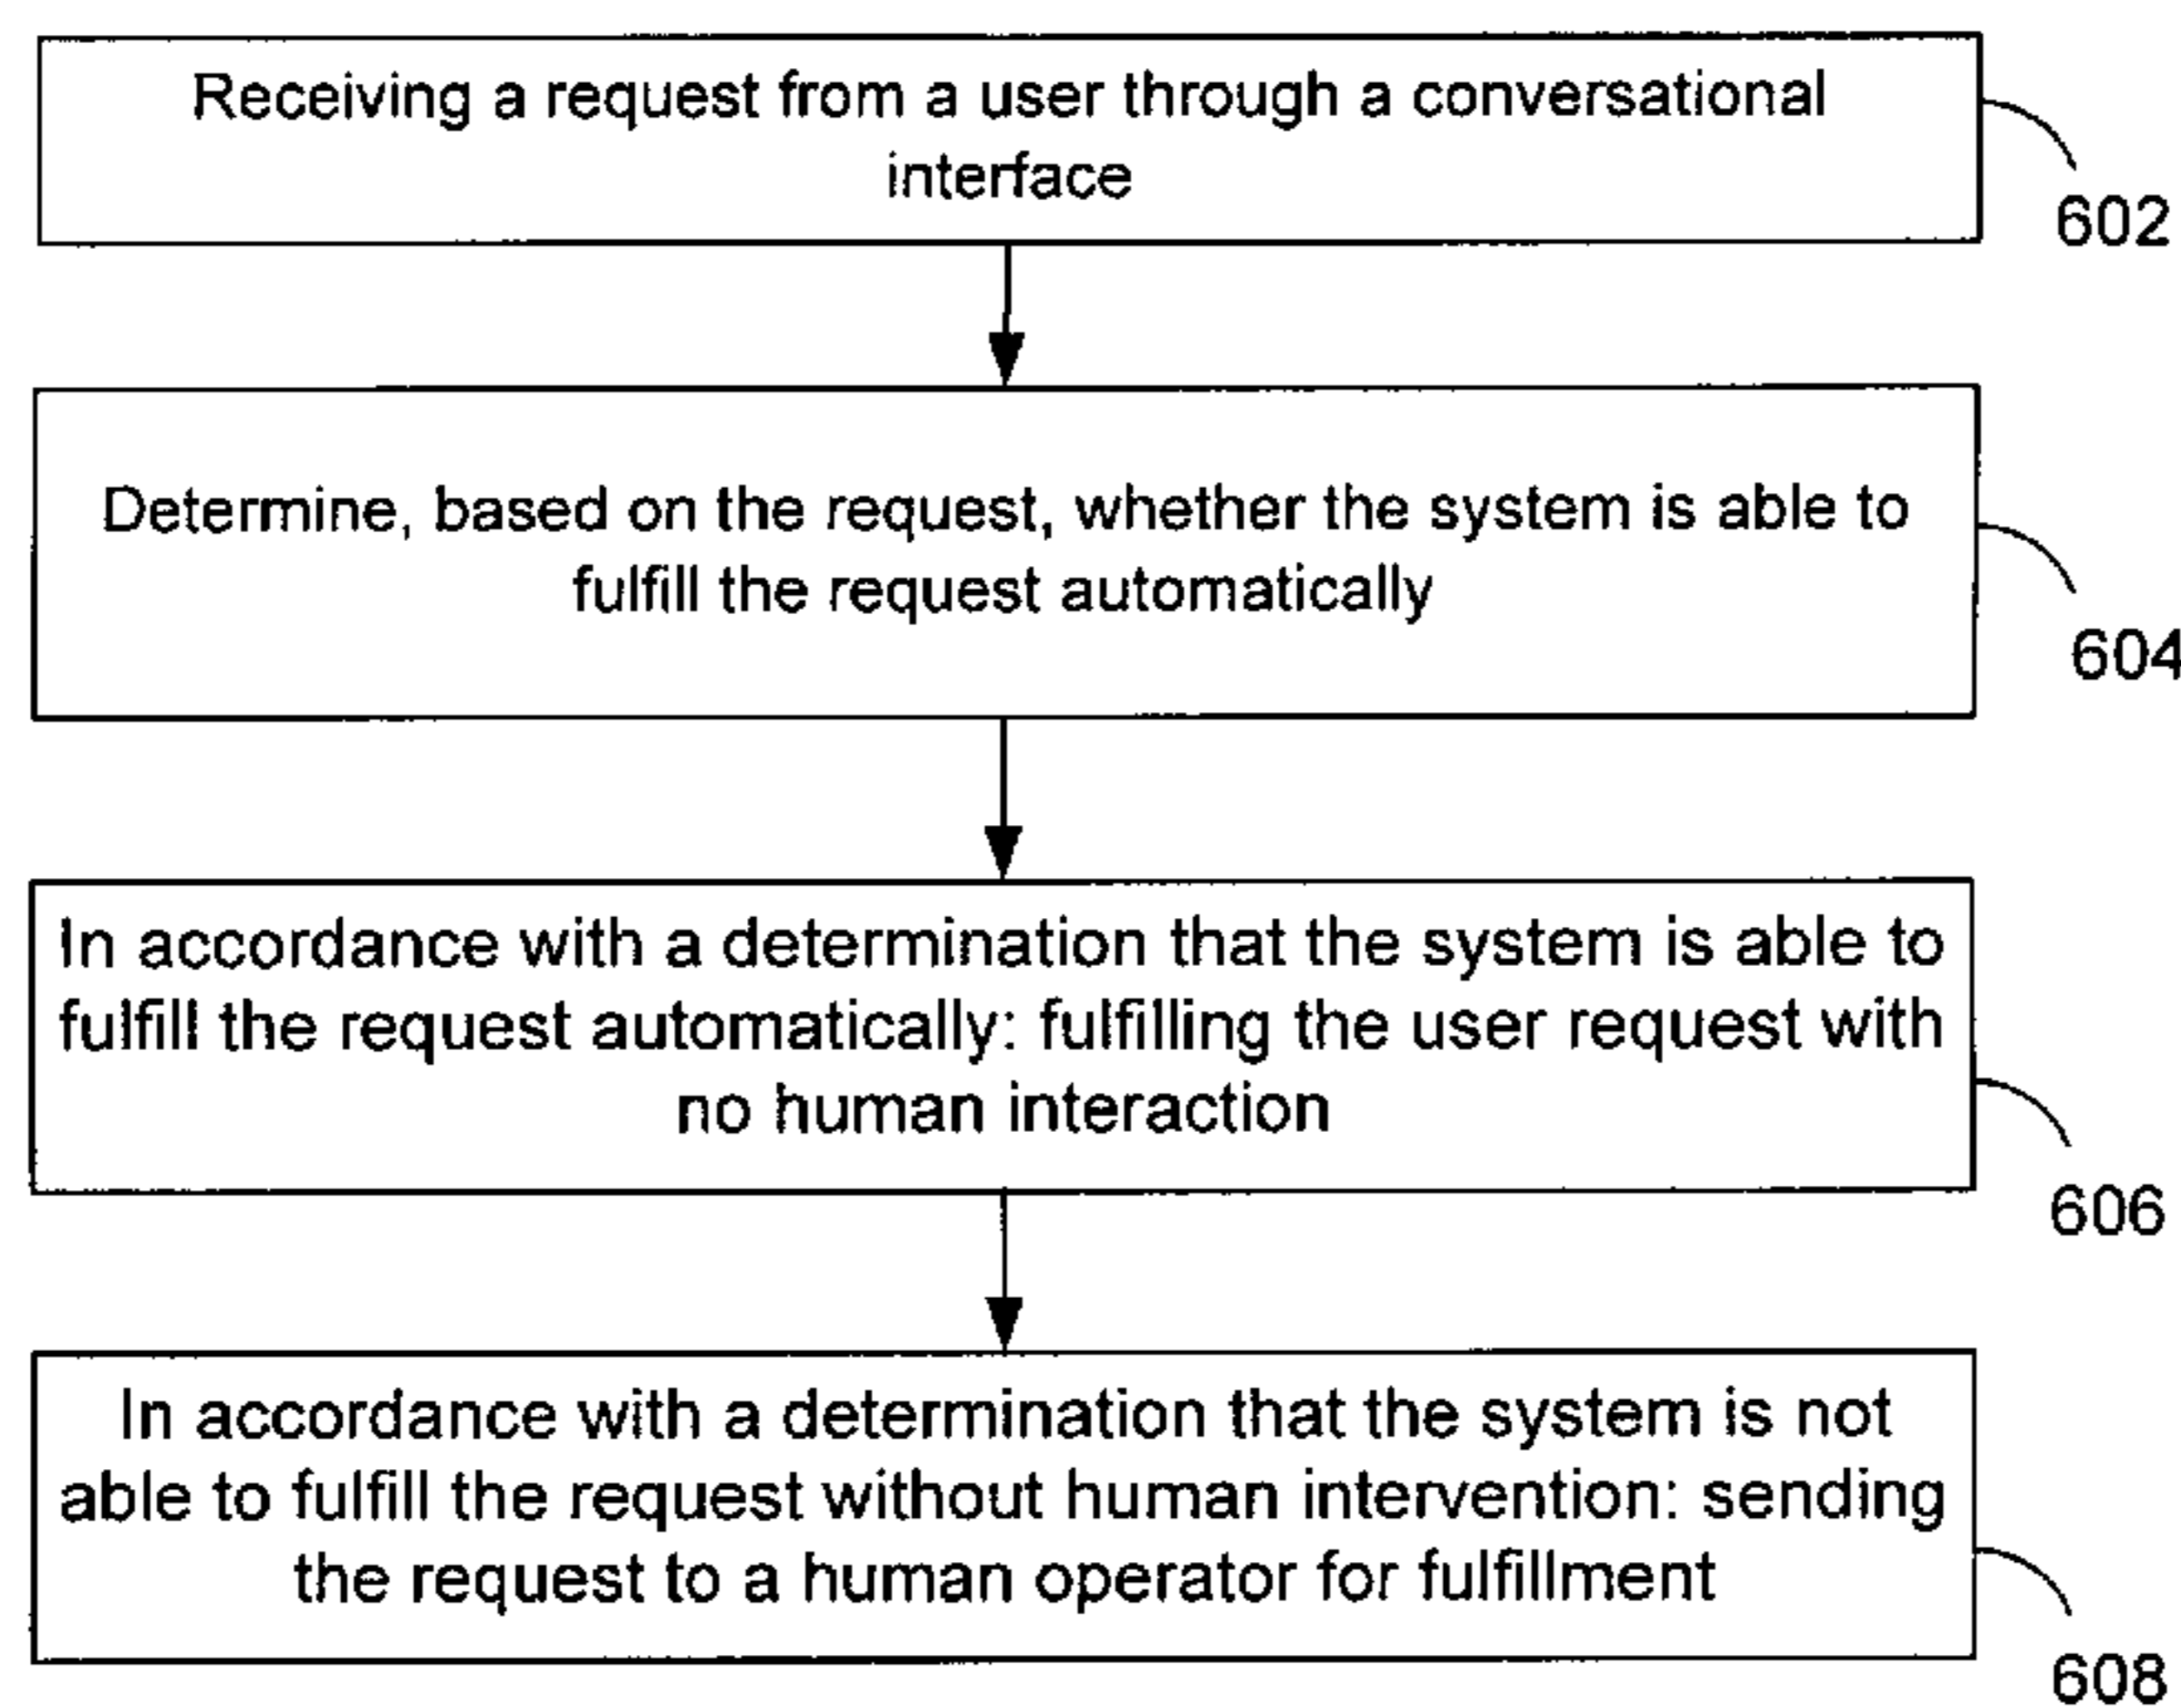 Receiving a request from a user through a conversational
interface
602
Determine, based on the request, whether the system is able to
fulfill the request automatically
604
In accordance with a determination that the system is able to
fulfill the request automatically: fulfilling the user request with
no human interaction
606
In accordance with a determination that the system is not
able to fulfill the request without human intervention: sending
the request to a human operator for fulfillment
608